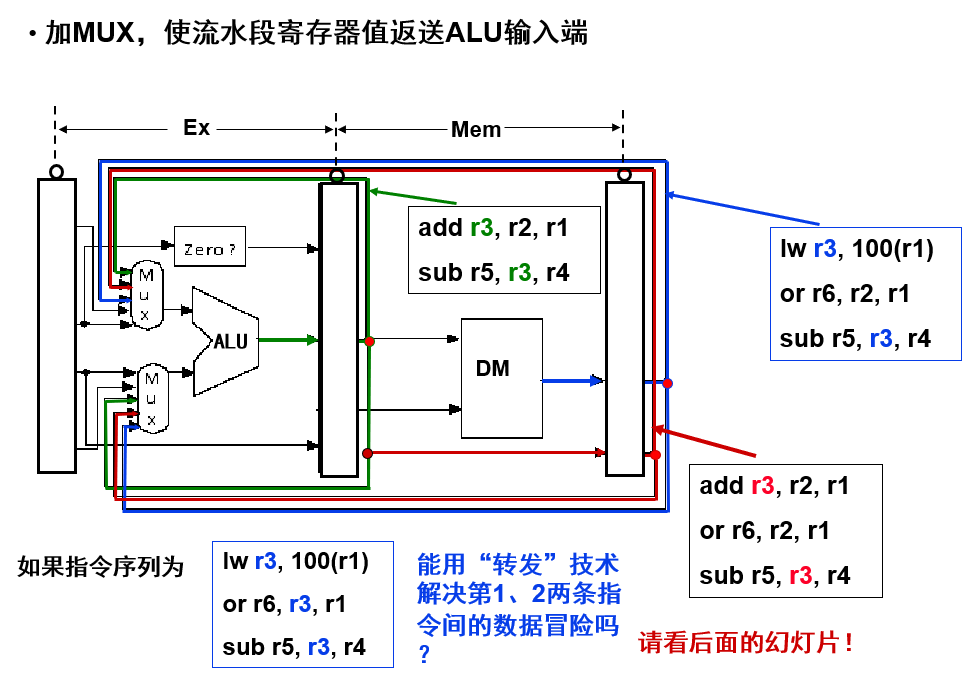 · 加MUX，使流水段寄存器值返送ALU输入端
Ex
Mem
add r3, r2, r1
sub r5, r3, r4
lw r3, 100(r1)
or r6, r2, r1
sub r5, r3, r4
Zero ?
M
u
x
ALU
DM
M
u
x
add r3, r2, r1
or r6, r2, r1
sub r5, r3, r4
如果指令序列为
lw r3, 100(r1)
or r6, r3, r1
sub r5, r3, r4
能用“转发”技术
解决第1、2两条指
令间的数据冒险吗
？
请看后面的幻灯片！